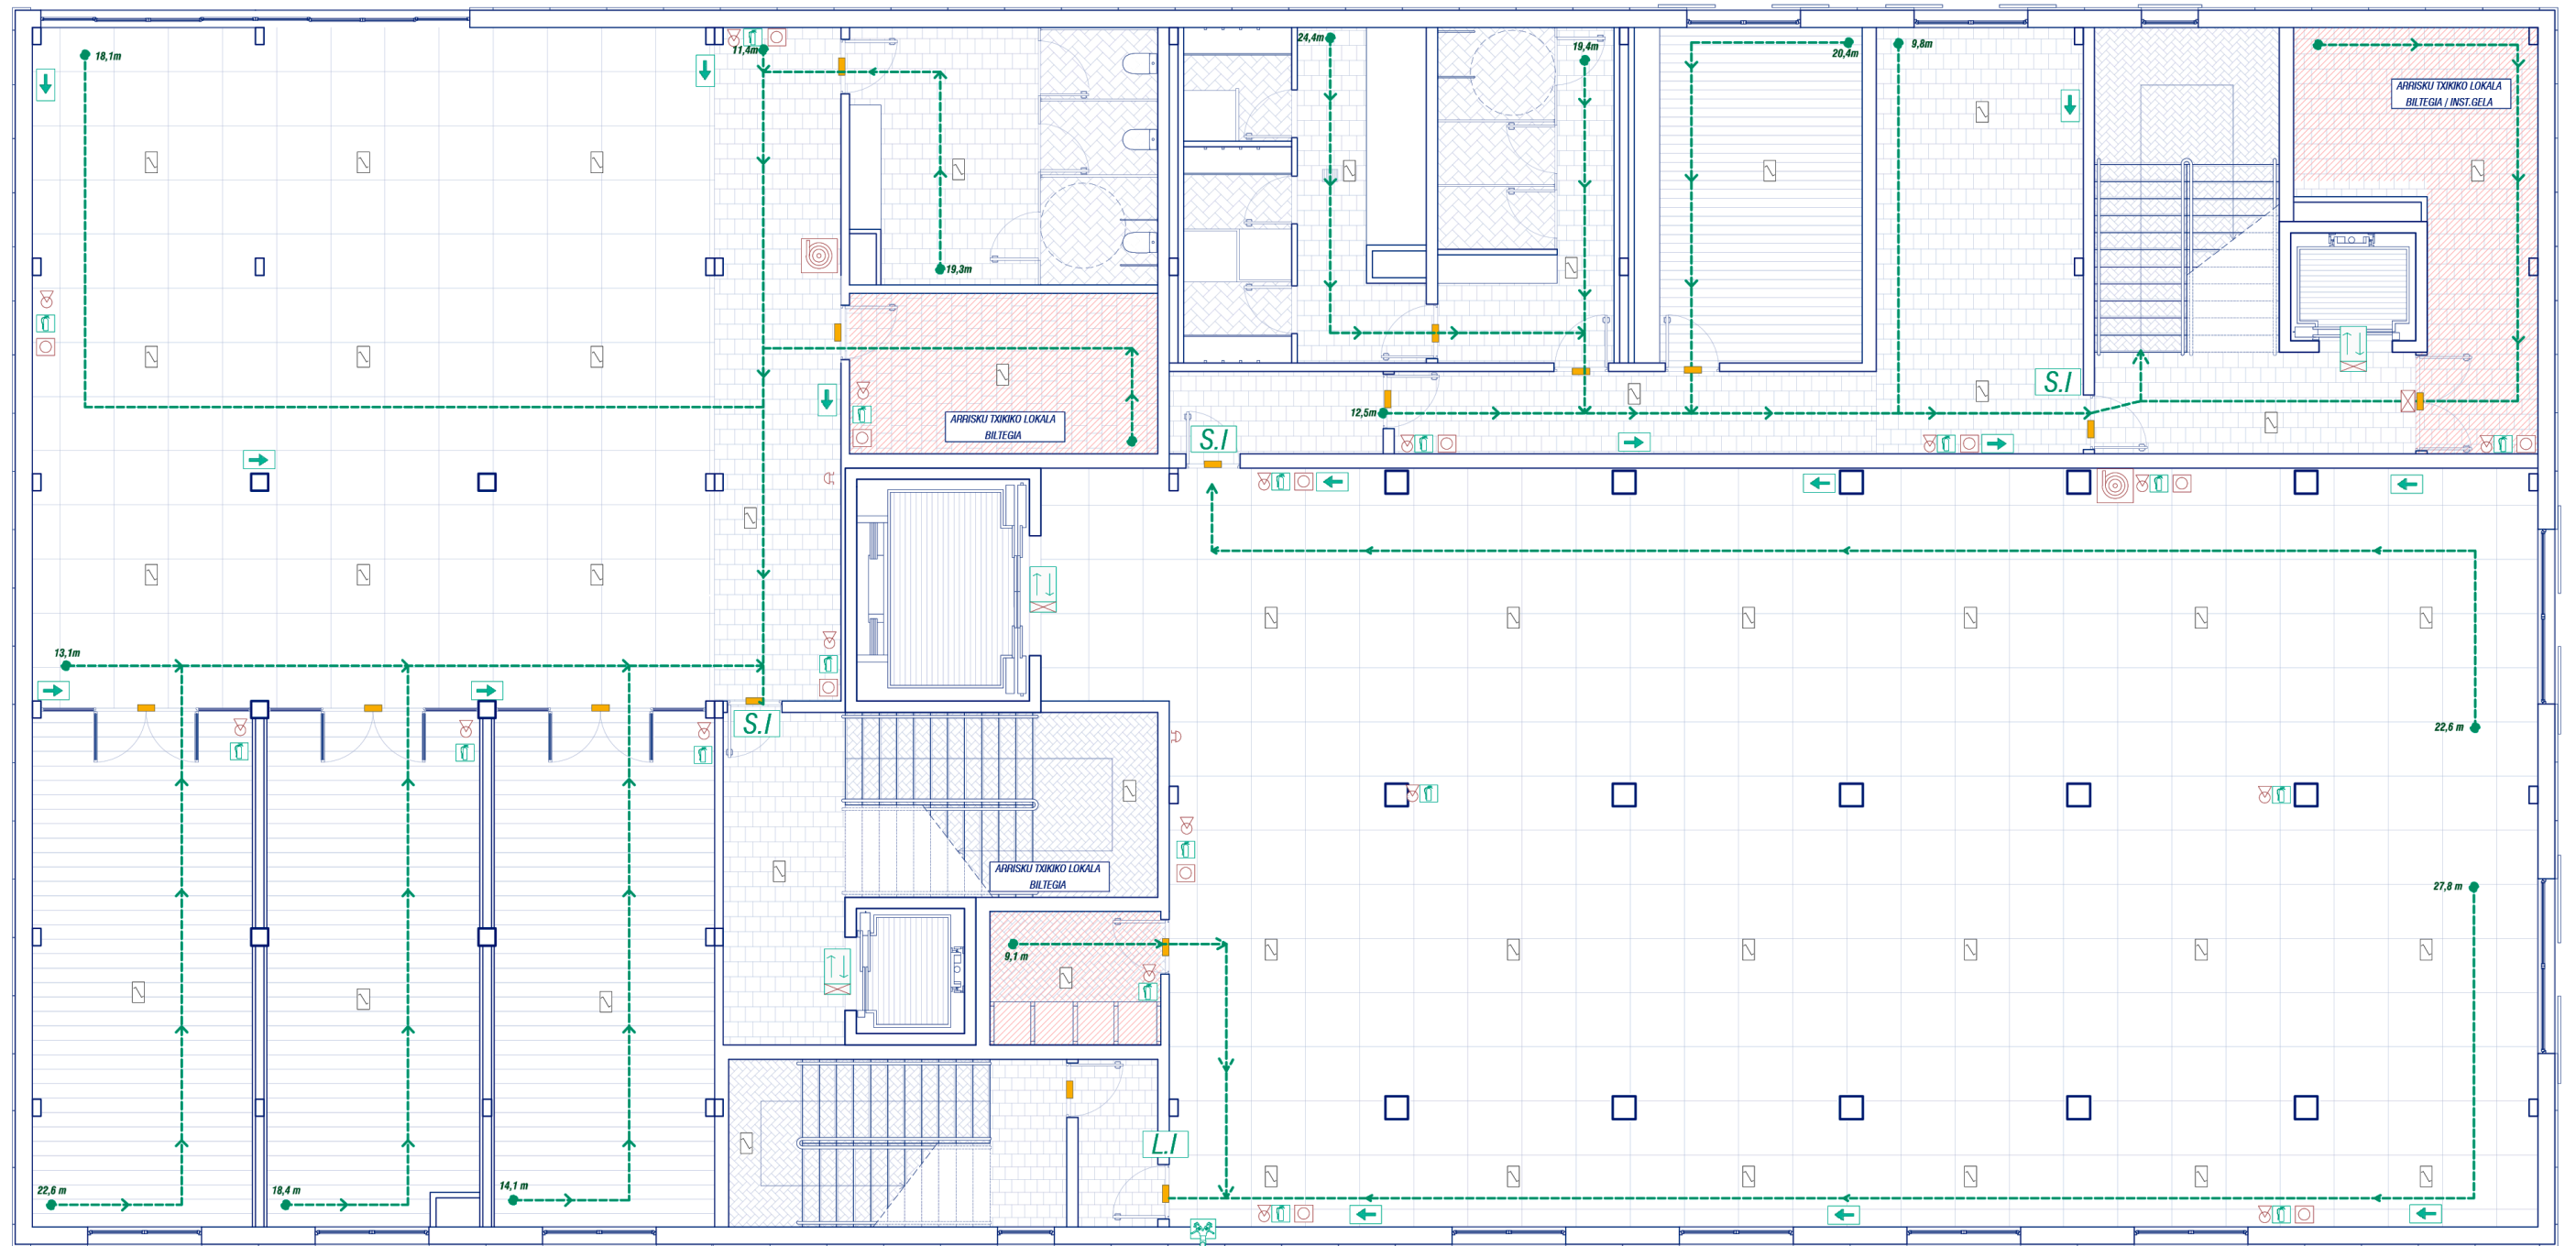 18,1m
11,4m
24,4m
19,4m
20,4m
9,8m
ARRISKU TXIKIKO LOKALA
BILTEGIA / INST.GELA
19,3m
S.I
12,5m
ARRISKU TXIKIKO LOKALA
BILTEGIA
S.I
13,1m
S.I
22,6 m
ARRISKU TXIKIKO LOKALA
BILTEGIA
27,8 m
9,1 m
L.I
22,6 m
18,4 m
14,1 m